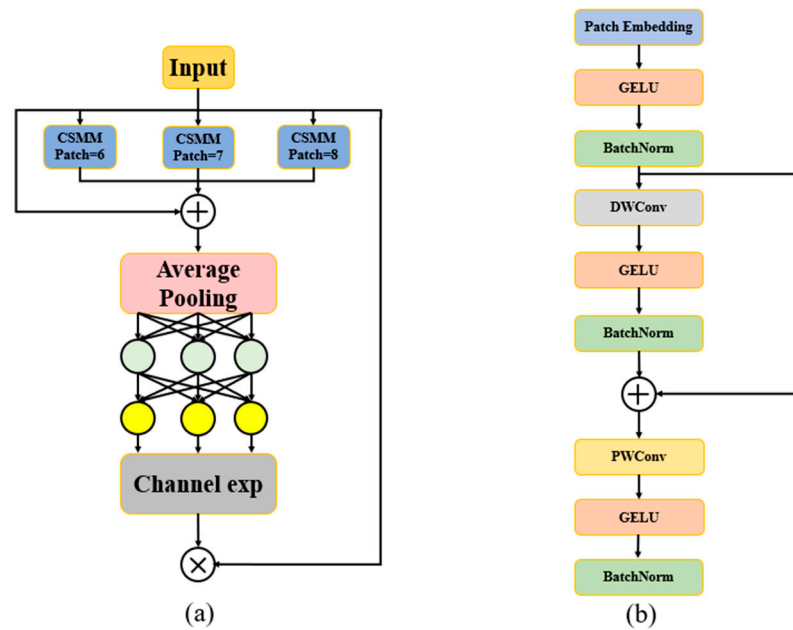 Input
CSMM
Patch=6
CSMM
Patch=7
CSMM
Patch=8
Average
Pooling
Channel exp
(a)
Patch Embedding
GELU
BatchNorm
DWConv
GELU
BatchNorm
PWConv
GELU
BatchNorm
(b)